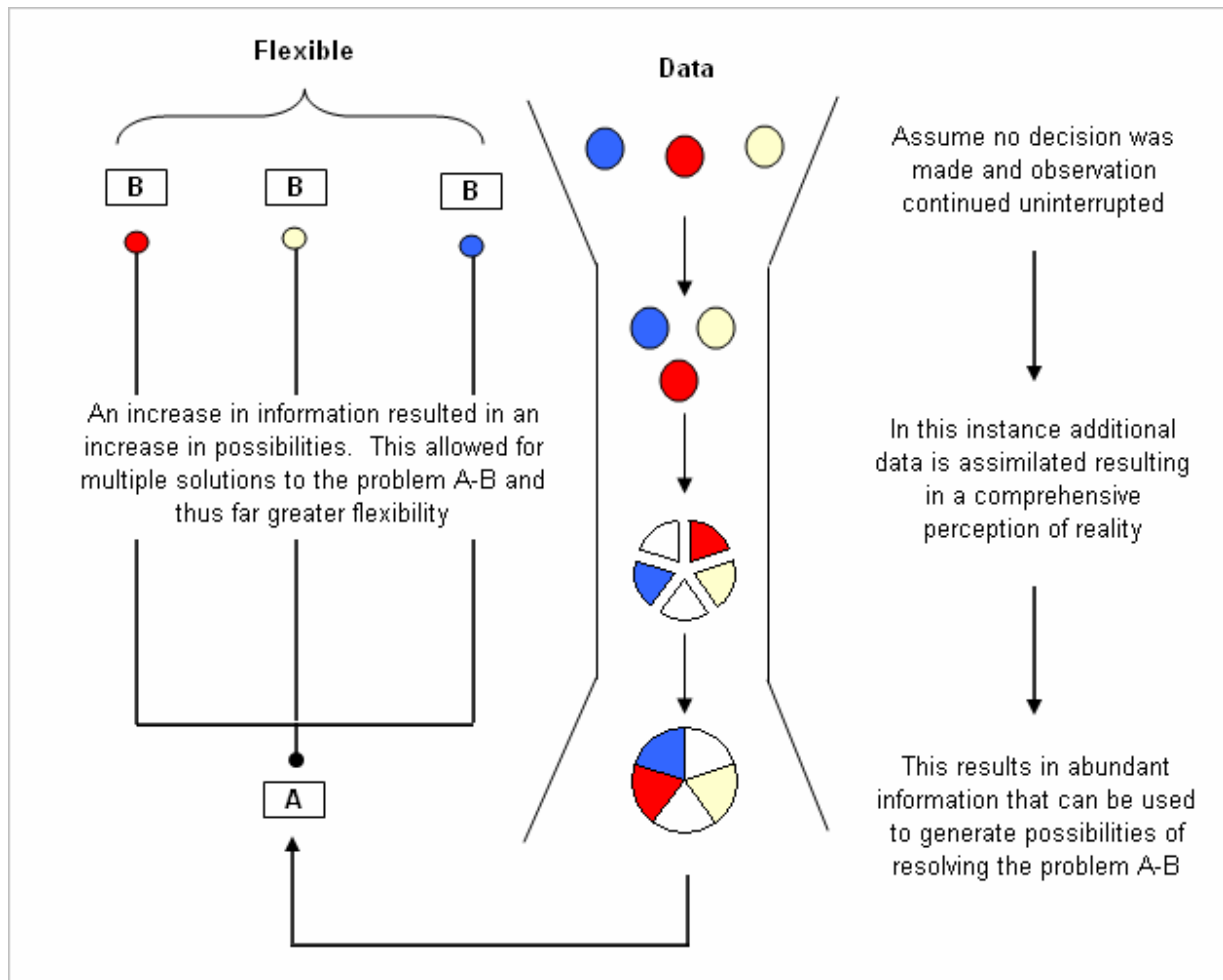 Flexible
B
B
B
An increase in information resulted in an
increase in possibilities.  This allowed for
multiple solutions to the problem A-B and
thus far greater flexibility
A
Data
Assume no decision was
made and observation
continued uninterrupted
In this instance additional
data is assimilated resulting
in a comprehensive
perception of reality
This results in abundant
information that can be used
to generate possibilities of
resolving the problem A-B